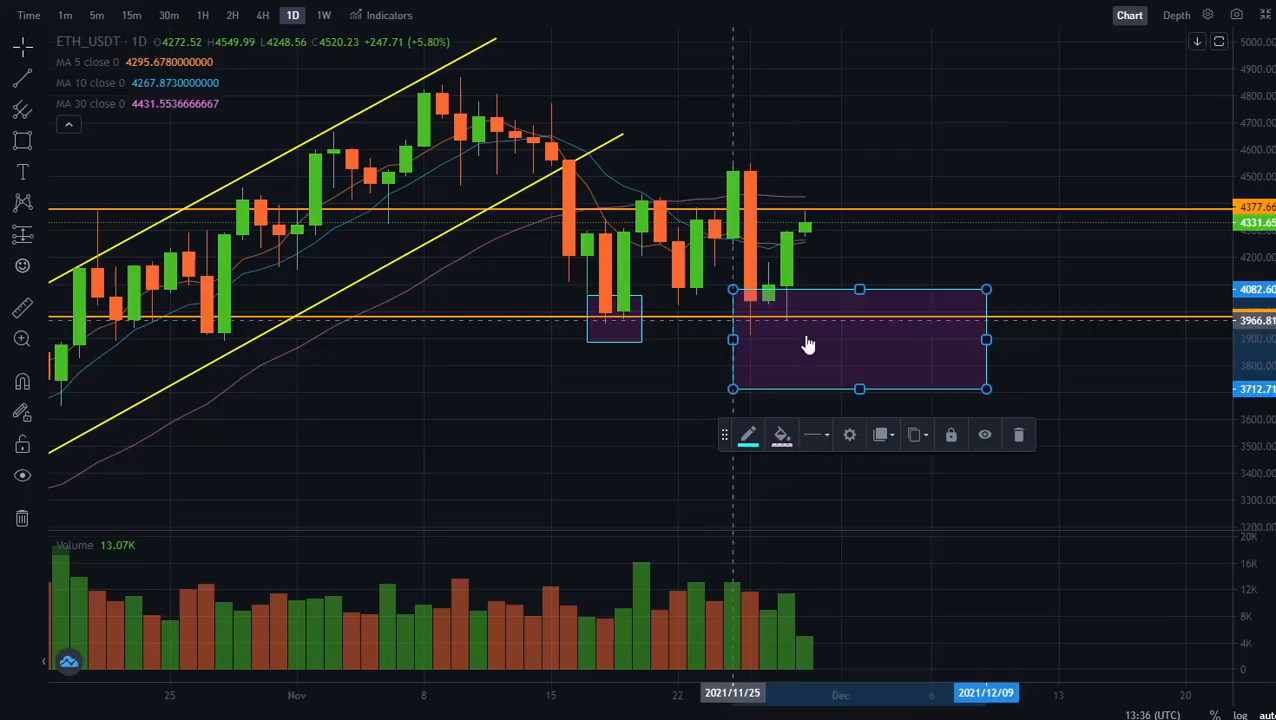 Time 1m 5m 15m 30m 1H 2H 4H 1D 1W Indicators Chart Depth
ETH_USDT · 1D O4272.52 H4549.99 L4248.56 C4520.23 +247.71 (+5.80%)
MA 5 close 0 4295.6780000000
MA 10 close 0 4267.8730000000
MA 30 close 0 4431.5536666667
5000.00
4900.00
4800.00
4700.00
4600.00
4500.00
4377.66
4331.65
4200.00
4082.60
3966.81
3900.00
3800.00
3712.71
3600.00
3500.00
3400.00
3300.00
3200.00
Volume 13.07K
20K
16K
12K
8K
4K
0
25 Nov 8 15 22 2021/11/25 Dec 6 2021/12/09 13 20
13:36 (UTC) % log auto